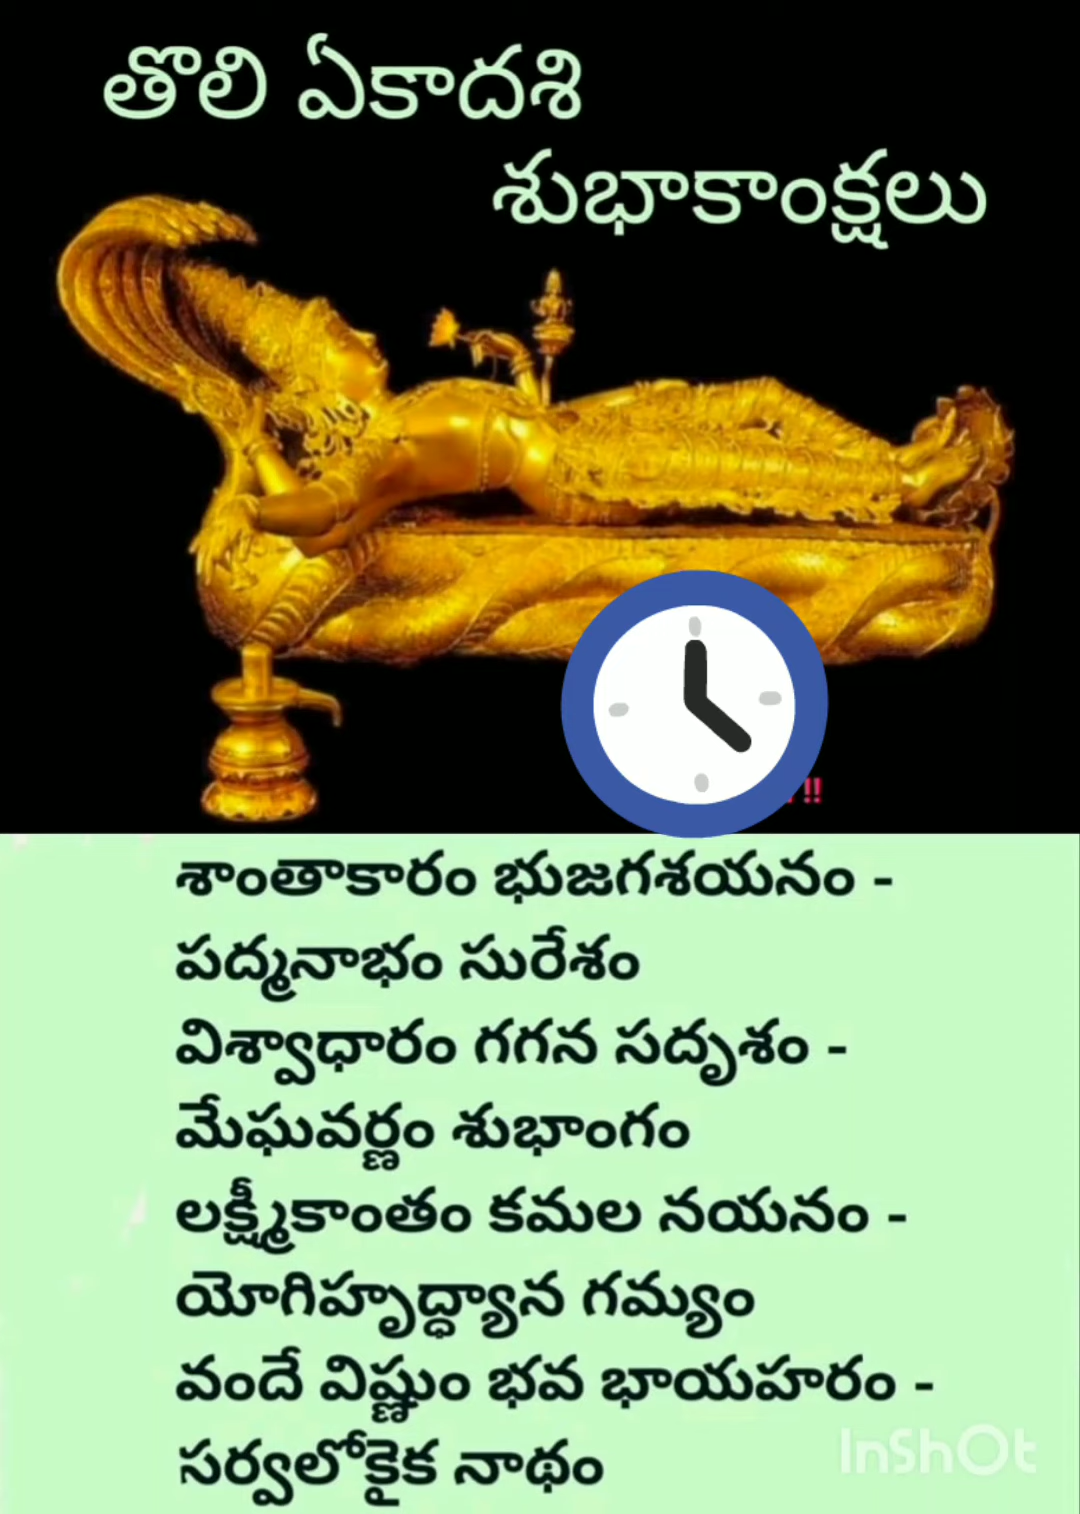 తొలి ఏకాదశి
శుభాకాంక్షలు
!!
శాంతాకారం భుజగశయనం -
పద్మనాభం సురేశం
విశ్వాధారం గగన సదృశం -
మేఘవర్ణం శుభాంగం
లక్ష్మీకాంతం కమల నయనం -
యోగిహృద్ధ్యాన గమ్యం
వందే విష్ణుం భవ భాయహరం -
సర్వలోకైక నాథం
InShOt